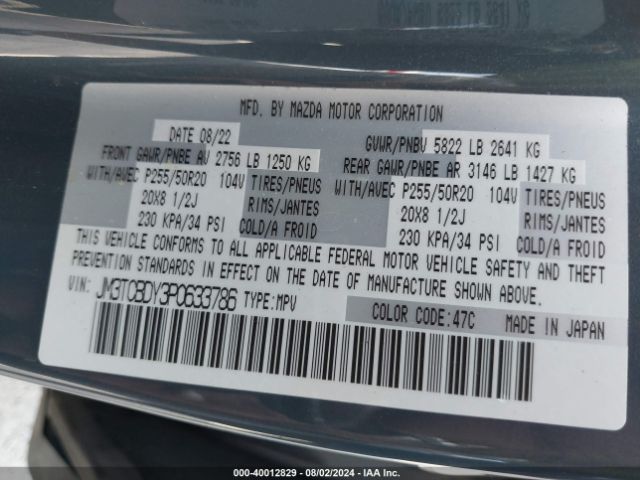 MFD. BY MAZDA MOTOR CORPORATION
DATE 08/22 GVWR/PNBV 5822 LB 2641 KG
FRONT GAWR/PNBE AV 2756 LB 1250 KG REAR GAWR/PNBE AR 3146 LB 1427 KG
WITH/AVEC P255/50R20 104V TIRES/PNEUS WITH/AVEC P255/50R20 104V TIRES/PNEUS
20X8 1/2J RIMS/JANTES 20X8 1/2J RIMS/JANTES
230 KPA/34 PSI COLD/A FROID 230 KPA/34 PSI COLD/A FROID
THIS VEHICLE CONFORMS TO ALL APPLICABLE FEDERAL MOTOR VEHICLE SAFETY AND THEFT
PREVENTION STANDARDS IN EFFECT ON THE DATE OF MANUFACTURE SHOWN ABOVE.
VIN: JM3TCBDY3P0633786 TYPE:MPV
COLOR CODE:47C MADE IN JAPAN
000-40012829 - 08/02/2024 - IAA Inc.